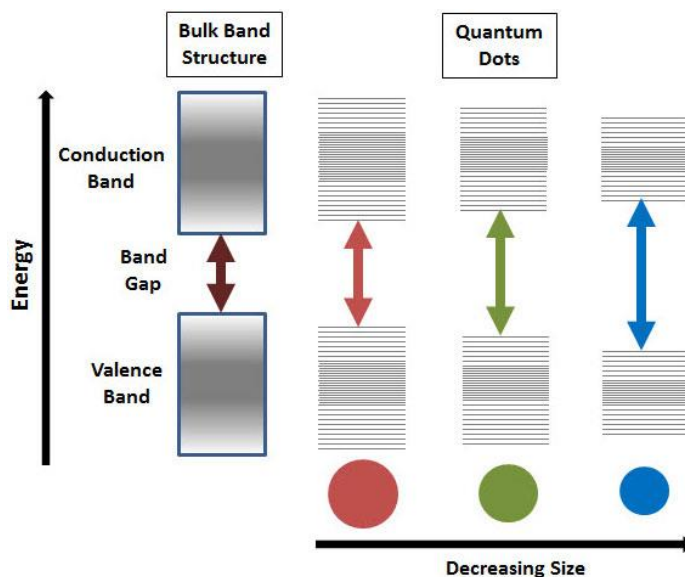 Bulk Band
Structure
Quantum
Dots
Conduction
Band
Band
Gap
Energy
Valence
Band
Decreasing Size